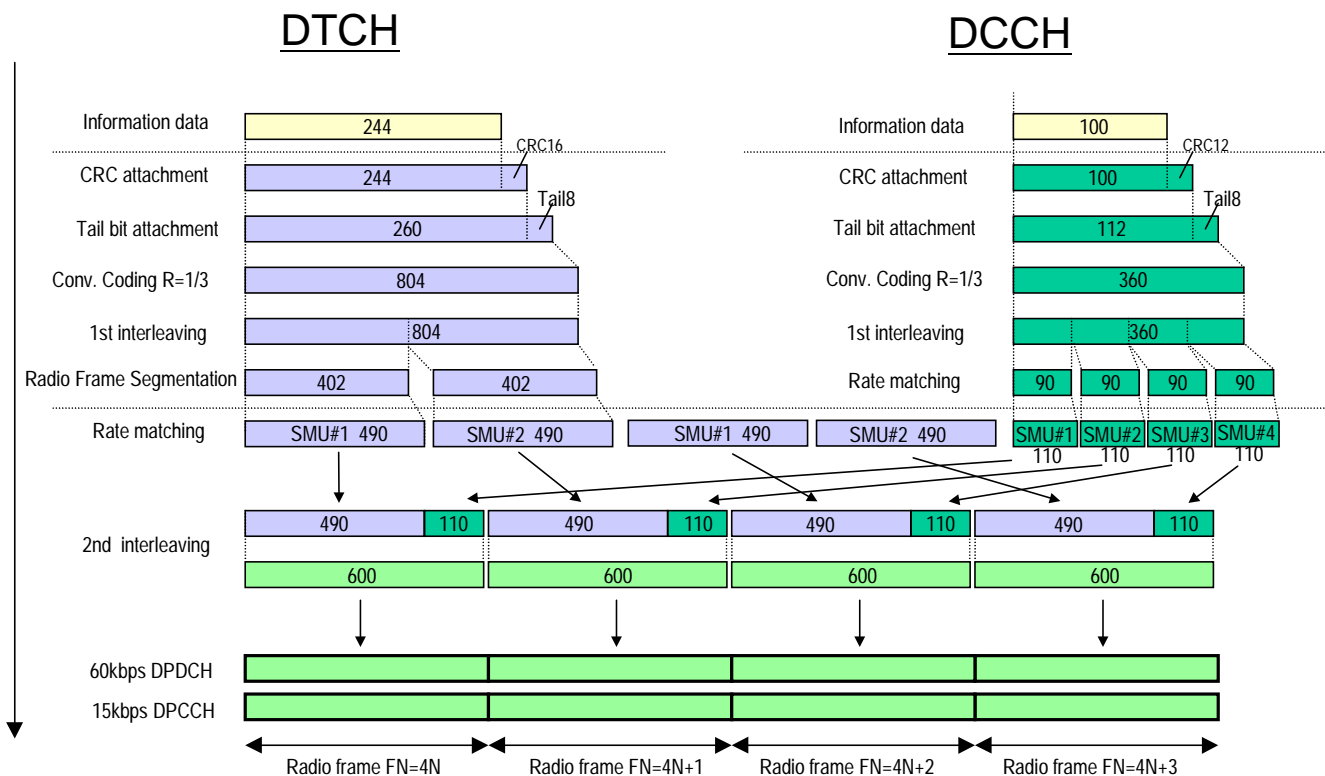 DTCH DCCH
Information data 244 Information data 100
CRC16 CRC12
CRC attachment 244 CRC attachment 100
Tail8 Tail8
Tail bit attachment 260 Tail bit attachment 112
Conv. Coding R=1/3 804 Conv. Coding R=1/3 360
1st interleaving 804 1st interleaving 360
Radio Frame Segmentation 402 402 Rate matching 90 90 90 90
Rate matching SMU#1 490 SMU#2 490 SMU#1 490 SMU#2 490 SMU#1 SMU#2 SMU#3 SMU#4
110 110 110 110
490 110 490 110 490 110 490 110
2nd interleaving
600 600 600 600
60kbps DPDCH
15kbps DPCCH
Radio frame FN=4N Radio frame FN=4N+1 Radio frame FN=4N+2 Radio frame FN=4N+3